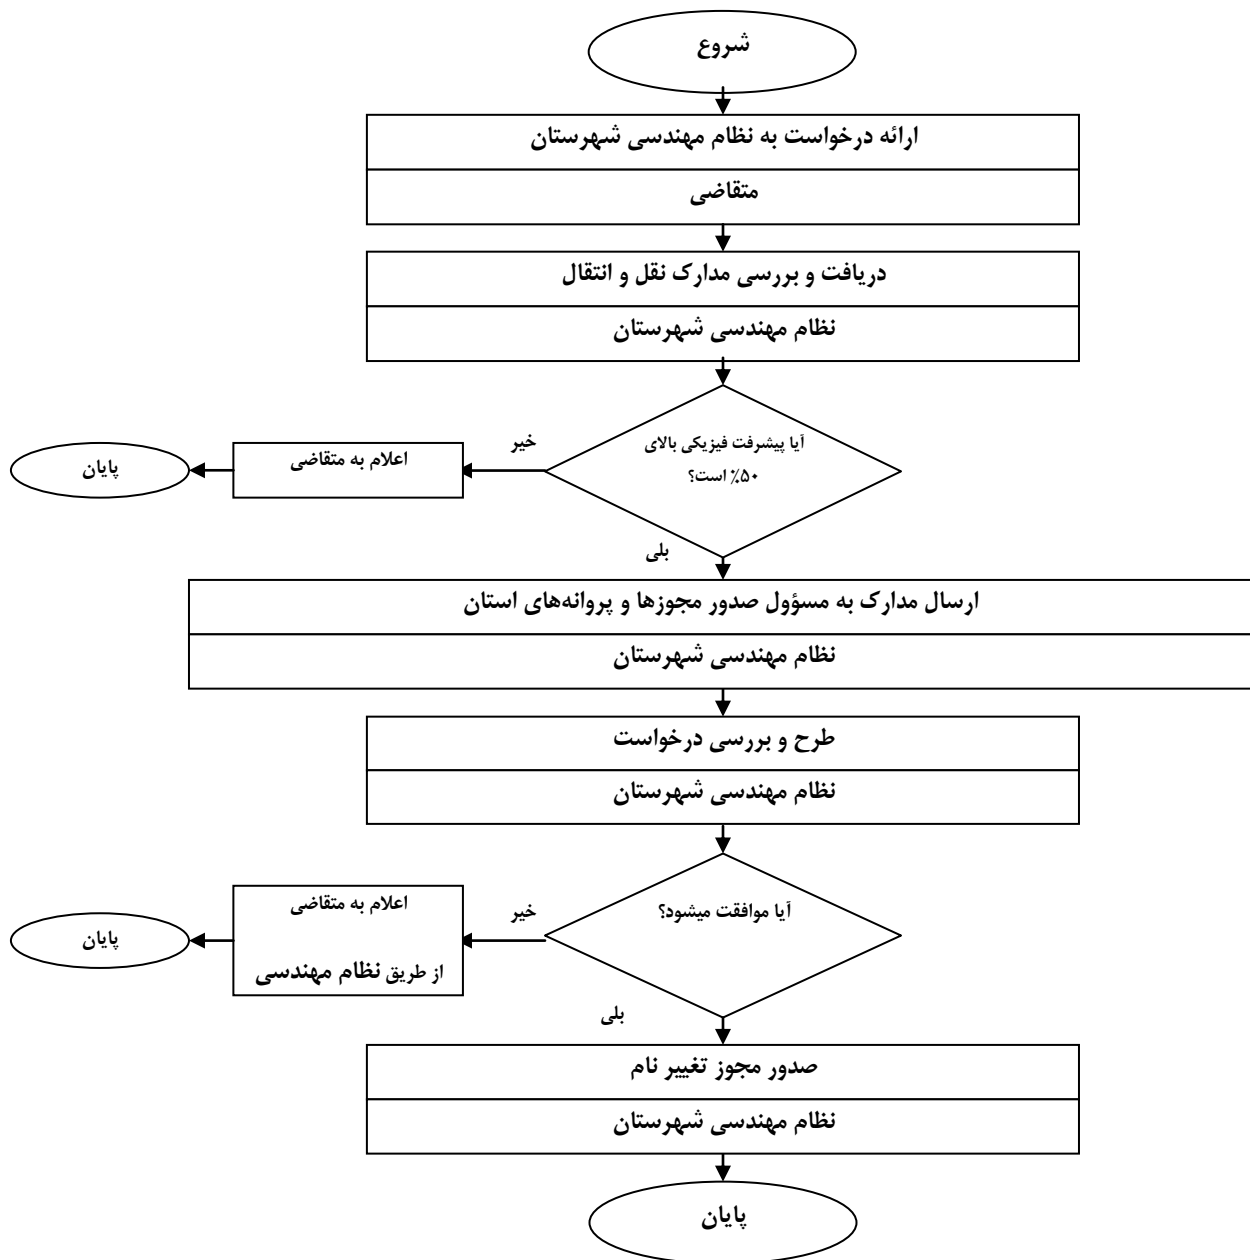 شروع
ارائه درخواست به نظام مهندسی شهرستان
متقاضی
دریافت و بررسی مدارک نقل و انتقال
نظام مهندسی شهرستان
آیا پیشرفت فیزیکی بالای
۵۰٪ است؟
خیر
اعلام به متقاضی
پایان
بلی
ارسال مدارک به مسؤول صدور مجوزها و پروانه‌های استان
نظام مهندسی شهرستان
طرح و بررسی درخواست
نظام مهندسی شهرستان
آیا موافقت میشود؟
خیر
اعلام به متقاضی
از طریق نظام مهندسی
پایان
بلی
صدور مجوز تغییر نام
نظام مهندسی شهرستان
پایان